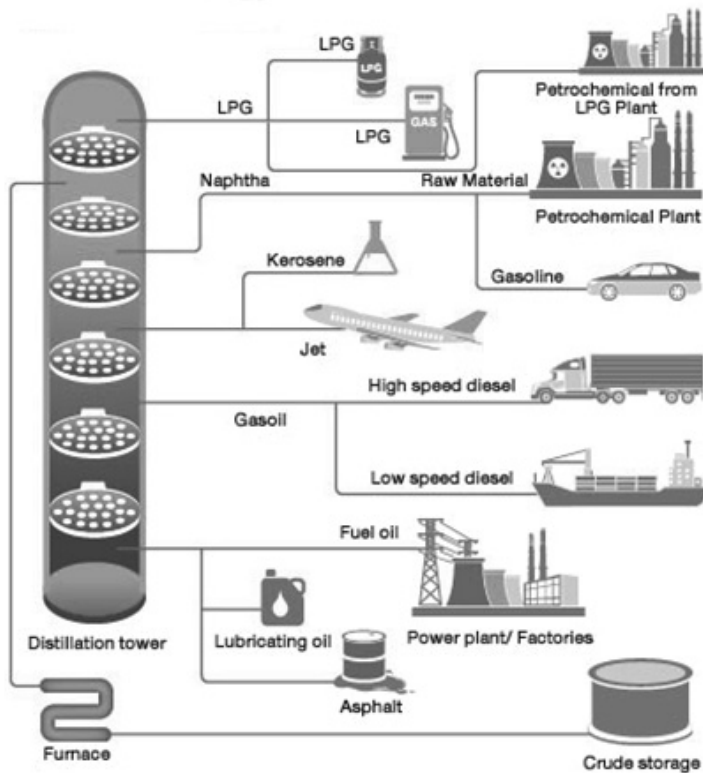 LPG
LPG
LPG
GAS
LPG
Petrochemical from
LPG Plant
Naphtha
Raw Material
Petrochemical Plant
Kerosene
Gasoline
Jet
High speed diesel
Gasoil
Low speed diesel
Fuel oil
Distillation tower
Lubricating oil
Power plant/ Factories
Asphalt
Furnace
Crude storage